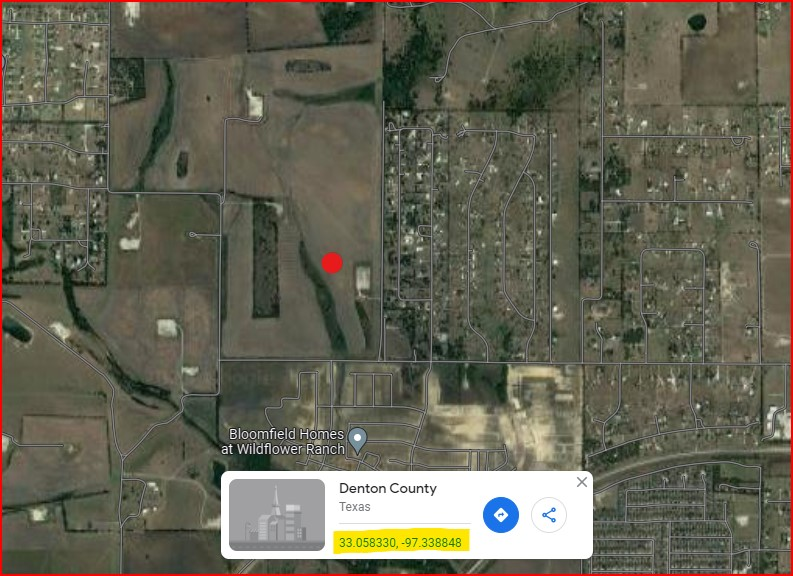 Bloomfield Homes
at Wildflower Ranch
Denton County
Texas
33.058330, -97.338848